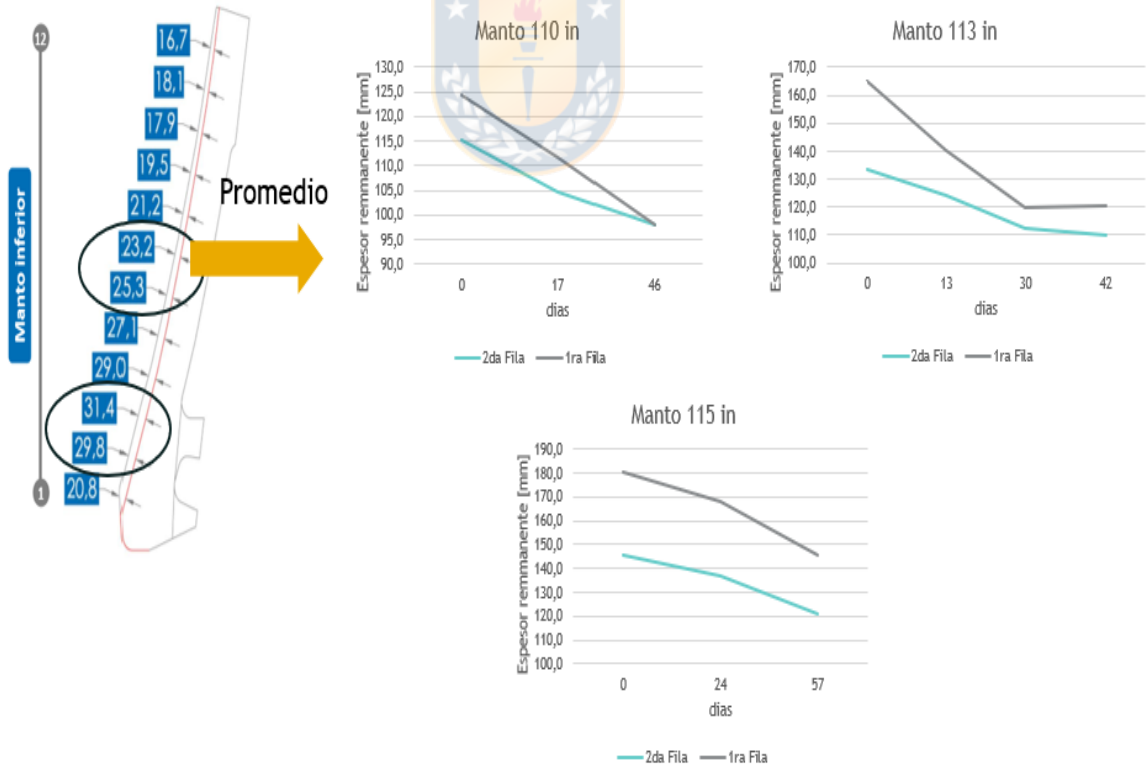 12
16,7
18,1
17,9
19,5
21,2
23,2
25,3
27,1
29,0
31,4
29,8
20,8
1
Manto inferior
Promedio
Manto 110 in
Espesor remmanente [mm]
130,0
125,0
120,0
115,0
110,0
105,0
100,0
95,0
90,0
0 17 46
dias
2da Fila 1ra Fila
Manto 113 in
Espesor remmanente [mm]
170,0
160,0
150,0
140,0
130,0
120,0
110,0
100,0
0 13 30 42
dias
2da Fila 1ra Fila
Manto 115 in
Espesor remmanente [mm]
190,0
180,0
170,0
160,0
150,0
140,0
130,0
120,0
110,0
100,0
0 24 57
dias
2da Fila 1ra Fila